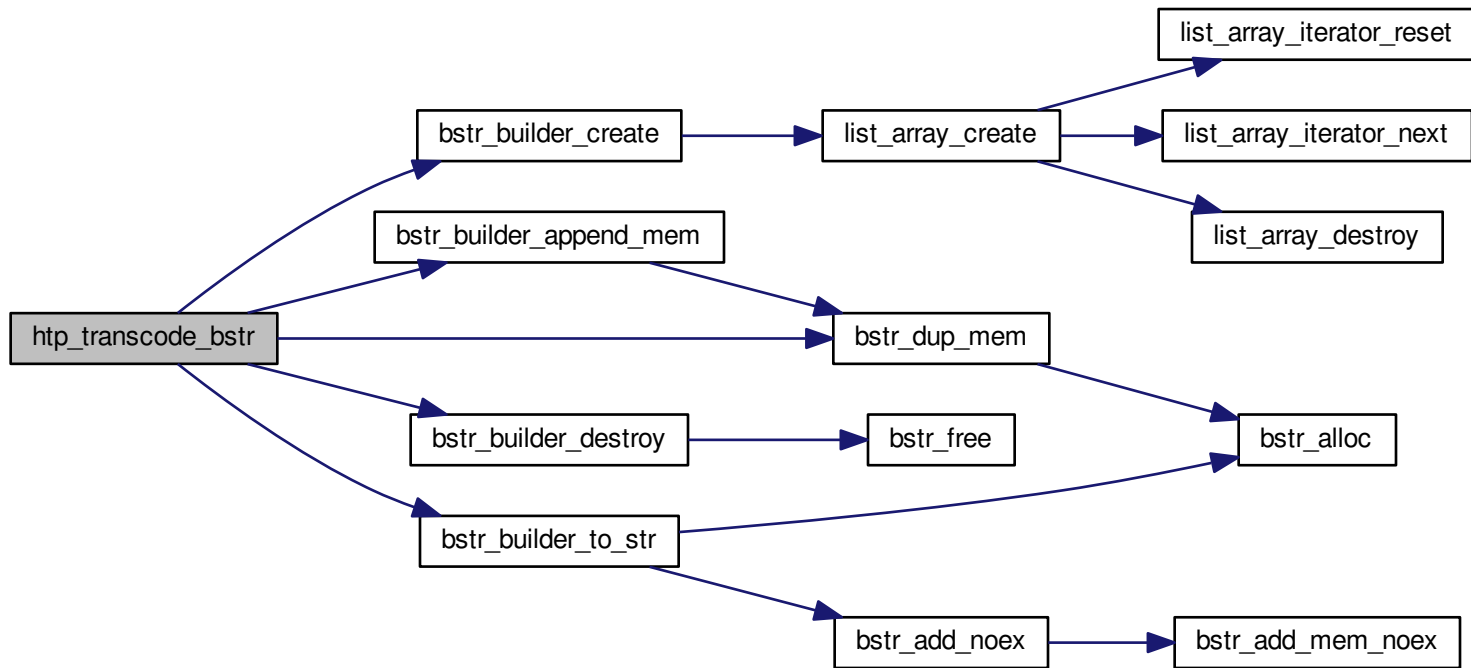 list_array_iterator_reset
bstr_builder_create
list_array_create
list_array_iterator_next
bstr_builder_append_mem
list_array_destroy
htp_transcode_bstr
bstr_dup_mem
bstr_builder_destroy
bstr_free
bstr_alloc
bstr_builder_to_str
bstr_add_noex
bstr_add_mem_noex